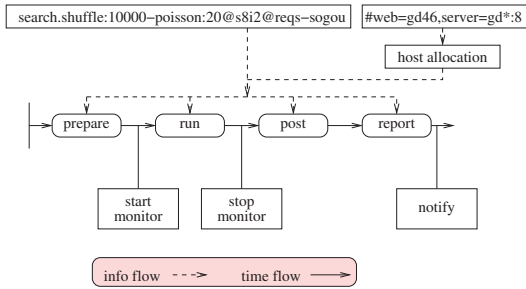 search.shuffle:10000−poisson:20@s8i2@reqs−sogou
#web=gd46,server=gd*:8
host allocation
prepare
run
post
report
start
monitor
stop
monitor
notify
info flow
time flow